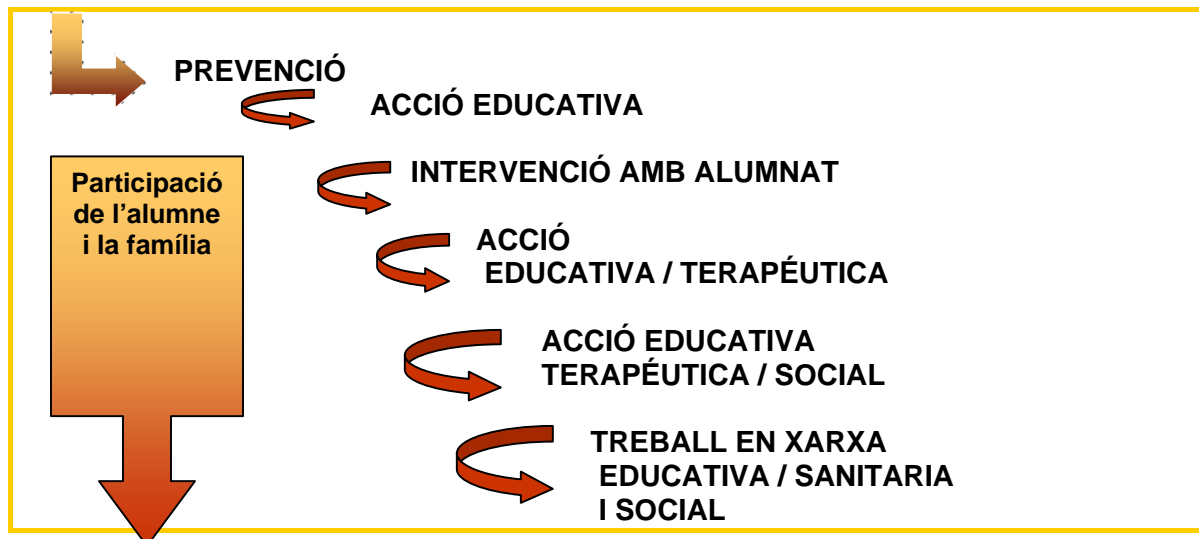 PREVENCIÓ
ACCIÓ EDUCATIVA
Participació
de l’alumne
i la família
INTERVENCIÓ AMB ALUMNAT
ACCIÓ
EDUCATIVA / TERAPÉUTICA
ACCIÓ EDUCATIVA
TERAPÉUTICA / SOCIAL
TREBALL EN XARXA
EDUCATIVA / SANITARIA
I SOCIAL